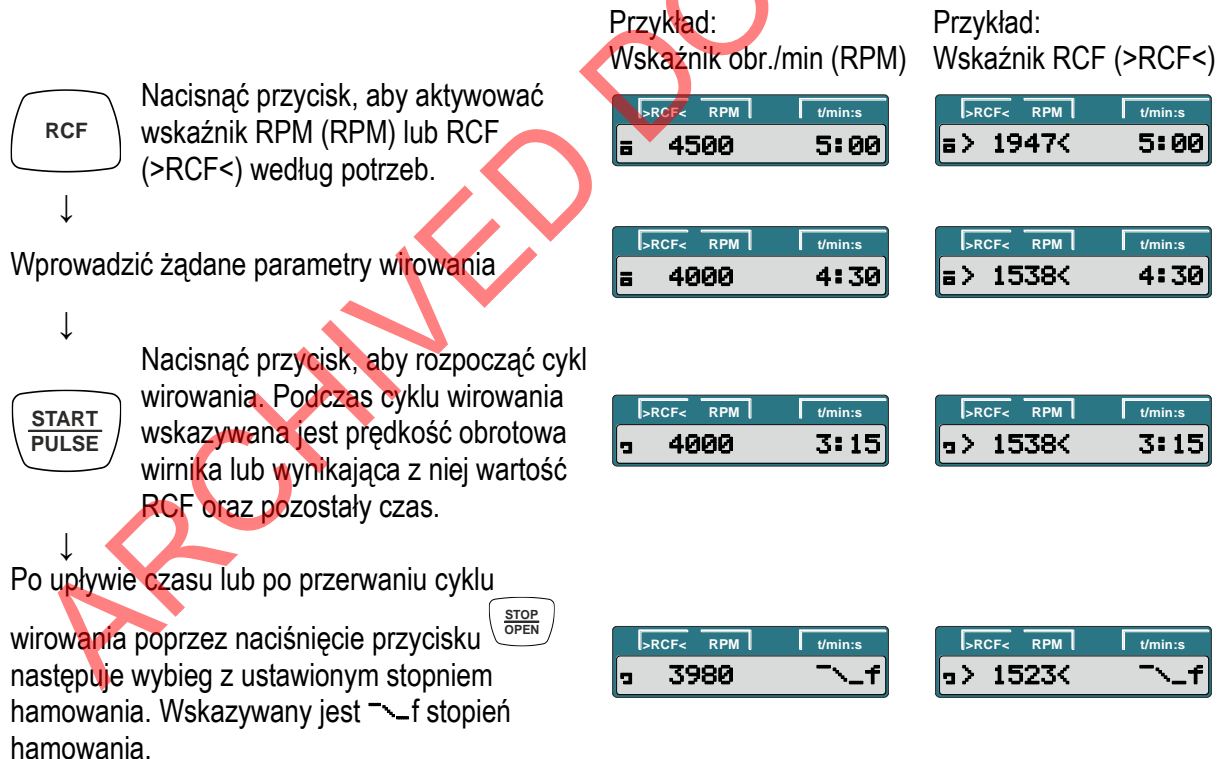 Przykład:
Wskaźnik obr./min (RPM)
Przykład:
Wskaźnik RCF (>RCF<)
RCF
Nacisnąć przycisk, aby aktywować
wskaźnik RPM (RPM) lub RCF
(>RCF<) według potrzeb.
>RCF< RPM t/min:s
4500 5:00
>RCF< RPM t/min:s
> 1947< 5:00
↓
Wprowadzić żądane parametry wirowania
>RCF< RPM t/min:s
4000 4:30
>RCF< RPM t/min:s
> 1538< 4:30
↓
START
PULSE
Nacisnąć przycisk, aby rozpocząć cykl
wirowania. Podczas cyklu wirowania
wskazywana jest prędkość obrotowa
wirnika lub wynikająca z niej wartość
RCF oraz pozostały czas.
>RCF< RPM t/min:s
4000 3:15
>RCF< RPM t/min:s
> 1538< 3:15
↓
Po upływie czasu lub po przerwaniu cyklu
wirowania poprzez naciśnięcie przycisku STOP OPEN
następuje wybieg z ustawionym stopniem
hamowania. Wskazywany jest f stopień
hamowania.
>RCF< RPM t/min:s
3980 f
>RCF< RPM t/min:s
> 1523< f
ARCHIVED DO